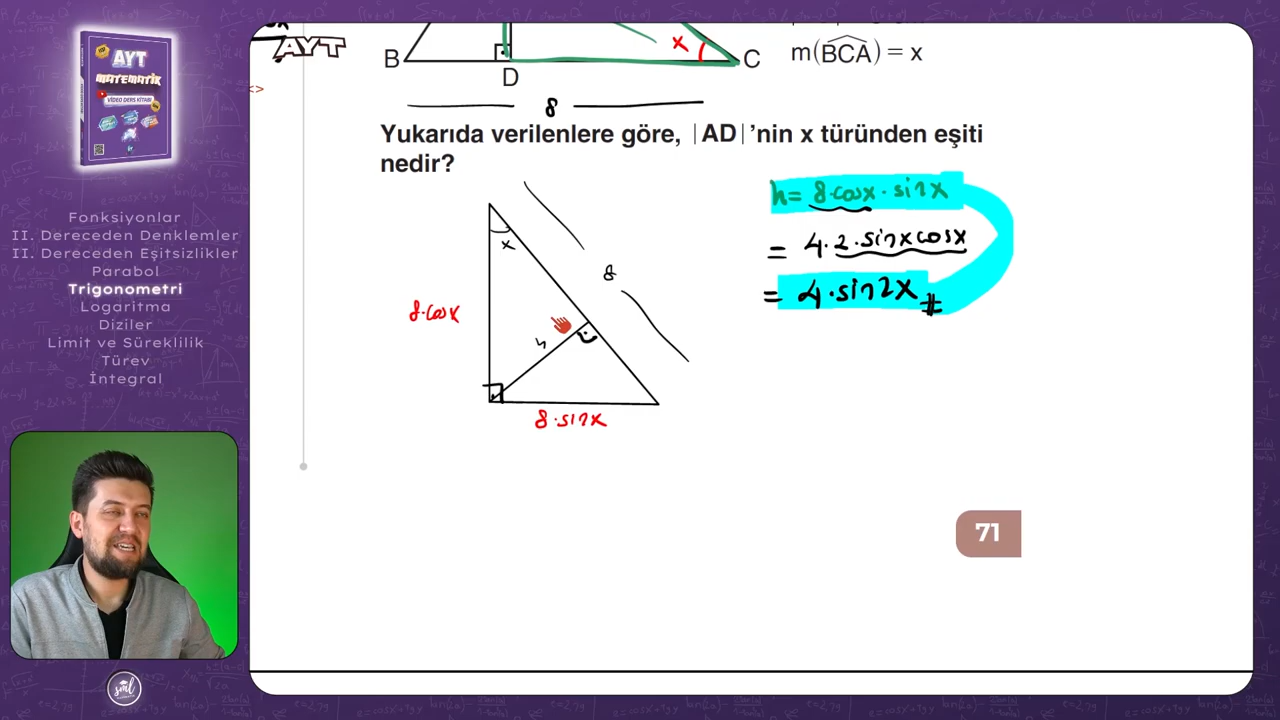 AYT
AYT
MATEMATİK
VİDEO DERS KİTABI
B
D
x
C
m(BCA) = x
8
Yukarıda verilenlere göre, |AD|'nin x türünden eşiti
nedir?
h = 8·cosx·sinx
= 4·2·sinxcosx
= 4·sin2x
x
8
8·cosx
h
8·sinx
Fonksiyonlar
II. Dereceden Denklemler
II. Dereceden Eşitsizlikler
Parabol
Trigonometri
Logaritma
Diziler
Limit ve Süreklilik
Türev
İntegral
71
sml